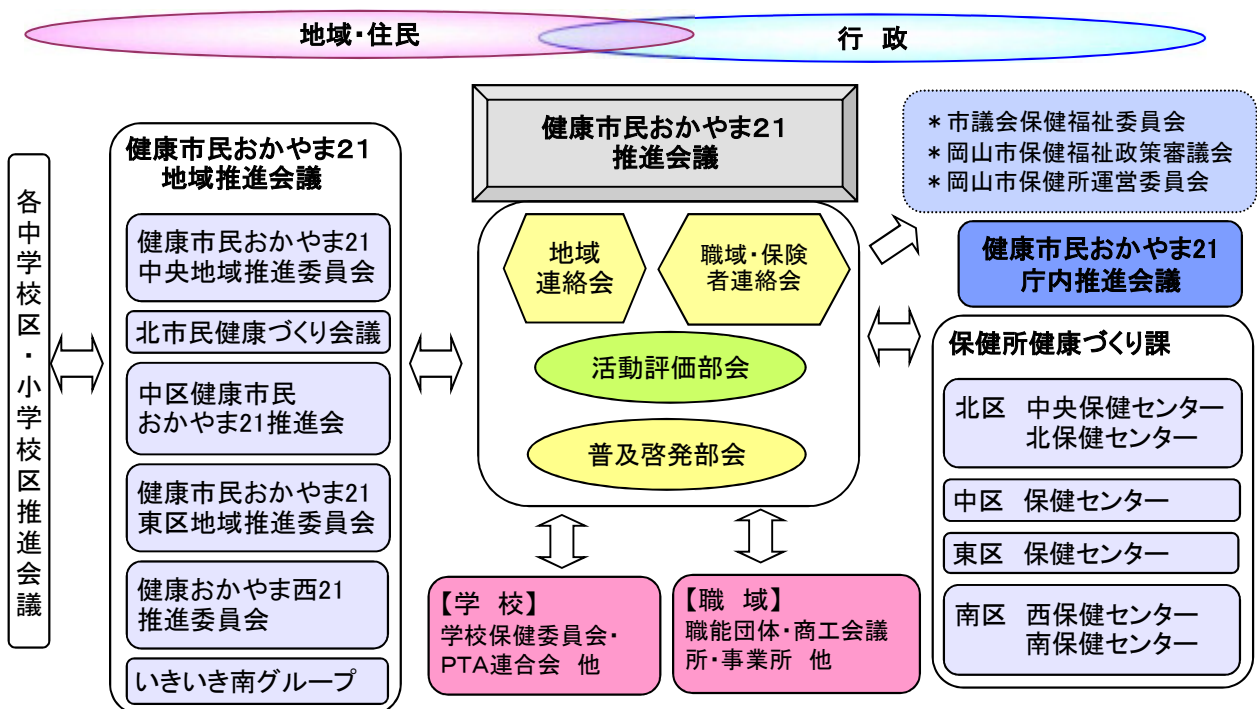 地域・住民
行 政
各中学校区・小学校区推進会議
健康市民おかやま21
地域推進会議
健康市民おかやま21
中央地域推進委員会
北市民健康づくり会議
中区健康市民
おかやま21推進会
健康市民おかやま21
東区地域推進委員会
健康おかやま西21
推進委員会
いきいき南グループ
健康市民おかやま21
推進会議
地域
連絡会
職域・保険
者連絡会
活動評価部会
普及啓発部会
【学 校】
学校保健委員会・
PTA連合会 他
【職 域】
職能団体・商工会議
所・事業所 他
＊市議会保健福祉委員会
＊岡山市保健福祉政策審議会
＊岡山市保健所運営委員会
健康市民おかやま21
庁内推進会議
保健所健康づくり課
北区 中央保健センター
北保健センター
中区 保健センター
東区 保健センター
南区 西保健センター
南保健センター